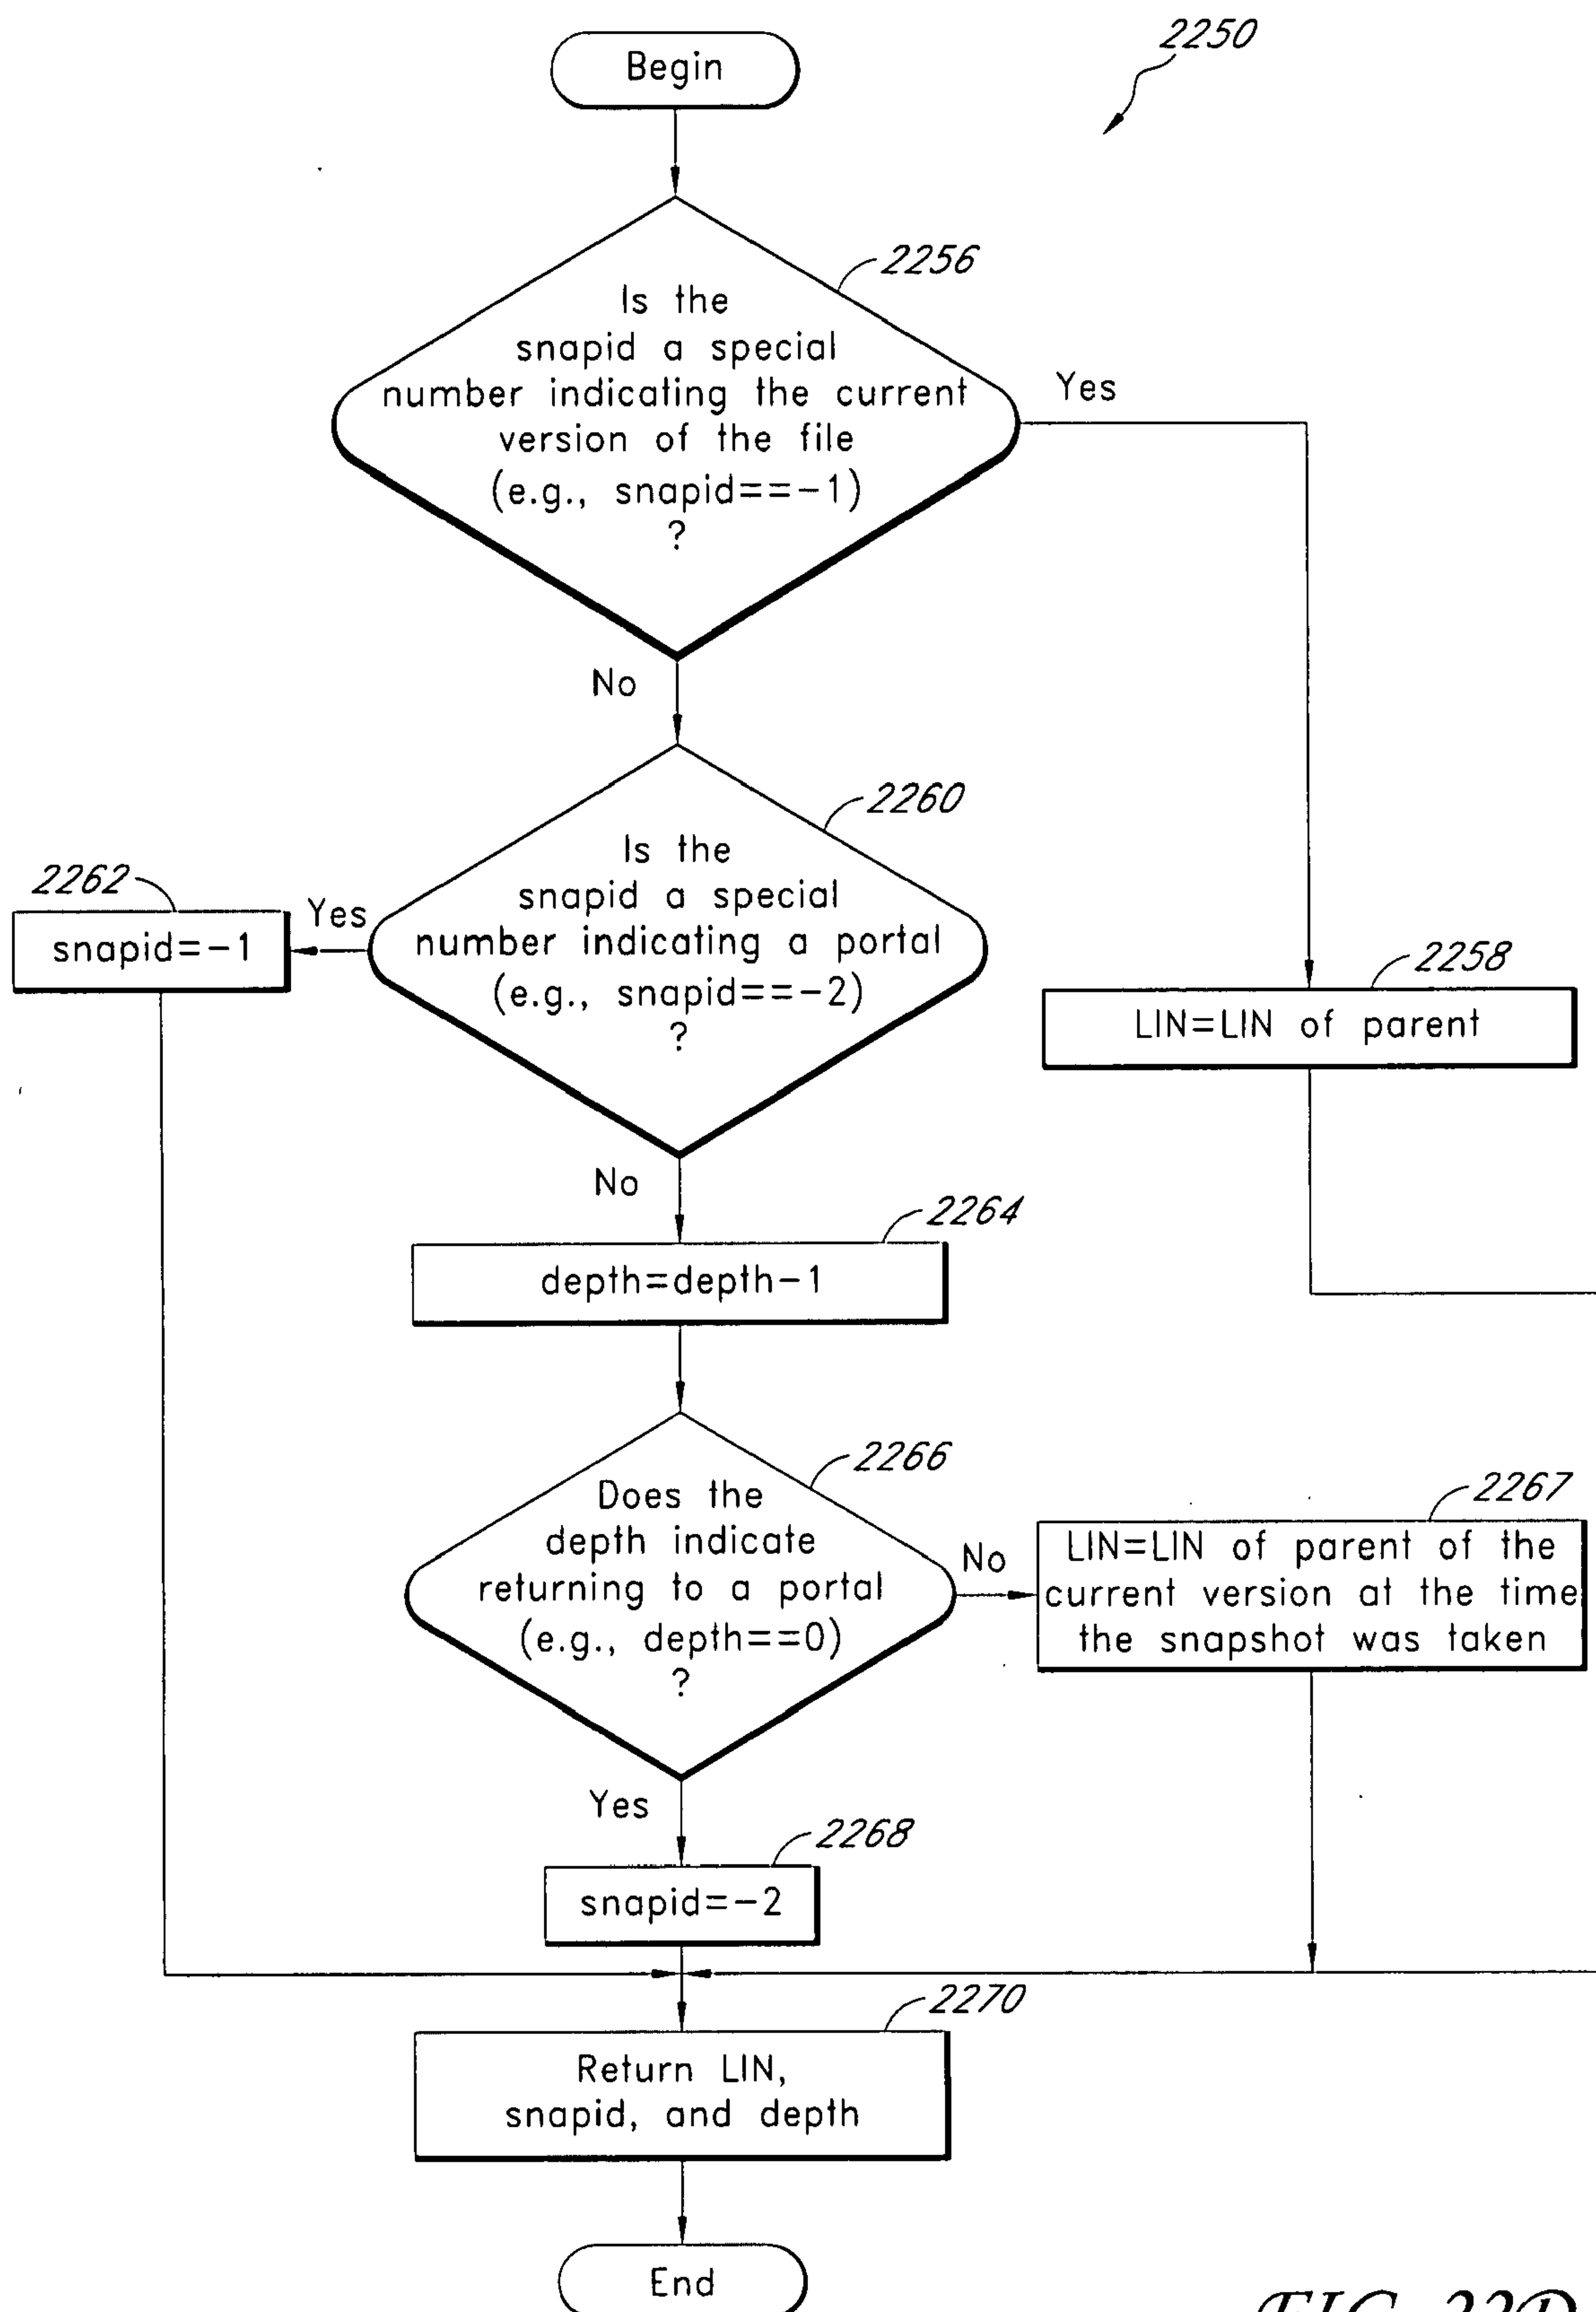 Begin
2250
2256
Is the
snapid a special
number indicating the current
version of the file
(e.g., snapid==-1)
?
Yes
No
2260
Is the
snapid a special
number indicating a portal
(e.g., snapid==-2)
?
2262
Yes
snapid=-1
2258
LIN=LIN of parent
No
2264
depth=depth-1
2266
Does the
depth indicate
returning to a portal
(e.g., depth==0)
?
No
2267
LIN=LIN of parent of the
current version at the time
the snapshot was taken
Yes
2268
snapid=-2
2270
Return LIN,
snapid, and depth
End
FIG. 22D